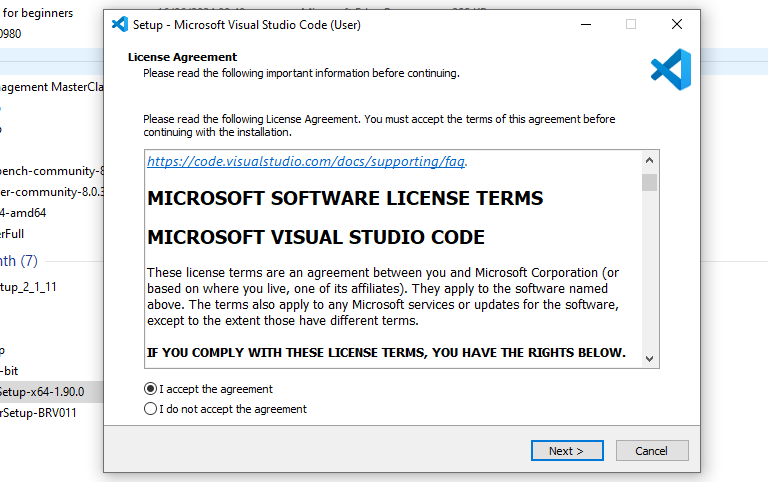 for beginners
0980
agement MasterCla
ench-community-8
er-community-8.0.3
4-amd64
erFull
nth (7)
tup_2_1_11
p
-bit
Setup-x64-1.90.0
rSetup-BRV011
Setup - Microsoft Visual Studio Code (User)
License Agreement
Please read the following important information before continuing.
Please read the following License Agreement. You must accept the terms of this agreement before
continuing with the installation.
https://code.visualstudio.com/docs/supporting/faq.
MICROSOFT SOFTWARE LICENSE TERMS
MICROSOFT VISUAL STUDIO CODE
These license terms are an agreement between you and Microsoft Corporation (or
based on where you live, one of its affiliates). They apply to the software named
above. The terms also apply to any Microsoft services or updates for the software,
except to the extent those have different terms.
IF YOU COMPLY WITH THESE LICENSE TERMS, YOU HAVE THE RIGHTS BELOW.
I accept the agreement
I do not accept the agreement
Next >
Cancel